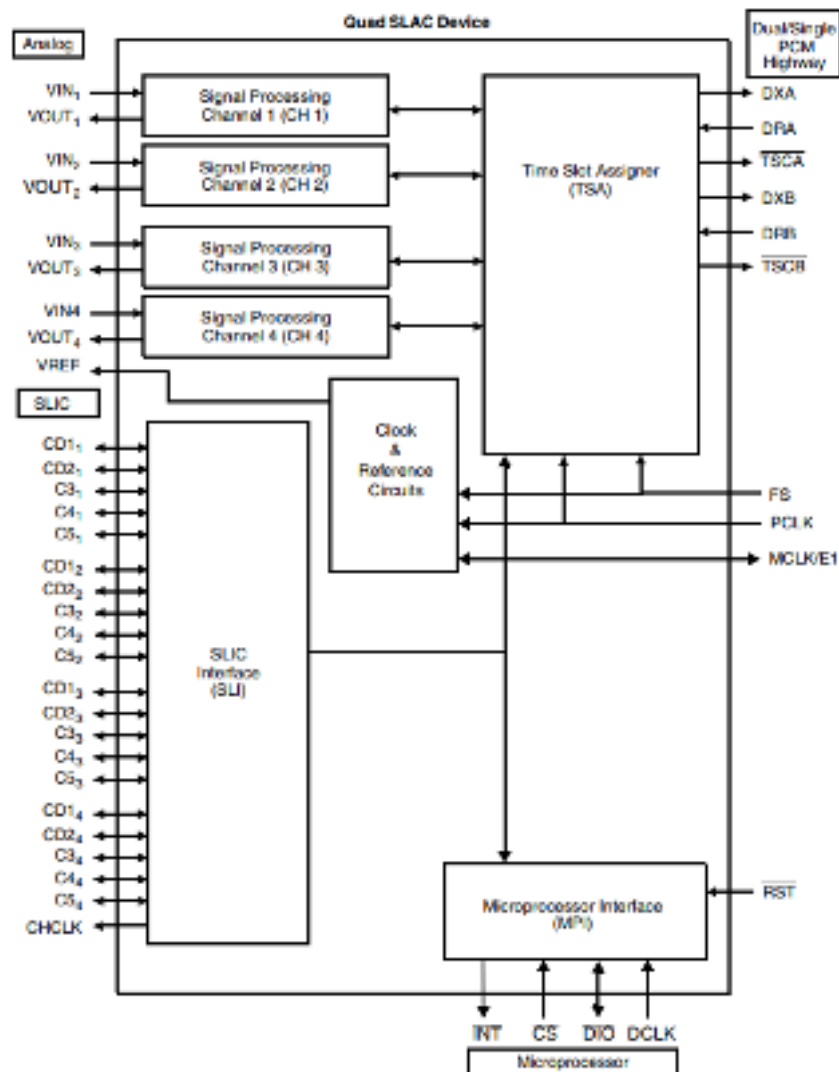 Quad SLAC Device
Analog
Dual/Single
PCM
Highway
VIN₁
VOUT₁
VIN₂
VOUT₂
VIN₃
VOUT₃
VIN4
VOUT₄
VREF
SLIC
Signal Processing
Channel 1 (CH 1)
Signal Processing
Channel 2 (CH 2)
Signal Processing
Channel 3 (CH 3)
Signal Processing
Channel 4 (CH 4)
Time Slot Assigner
(TSA)
DXA
DRA
TSCA
DXB
DRB
TSCB
Clock
&
Reference
Circuits
FS
PCLK
MCLK/E1
CD1₁
CD2₁
C3₁
C4₁
C5₁
CD1₂
CD2₂
C3₂
C4₂
C5₂
CD1₃
CD2₃
C3₃
C4₃
C5₃
CD1₄
CD2₄
C3₄
C4₄
C5₄
CHCLK
SLIC
Interface
(SLI)
Microprocessor Interface
(MPI)
RST
INT CS DIO DCLK
Microprocessor